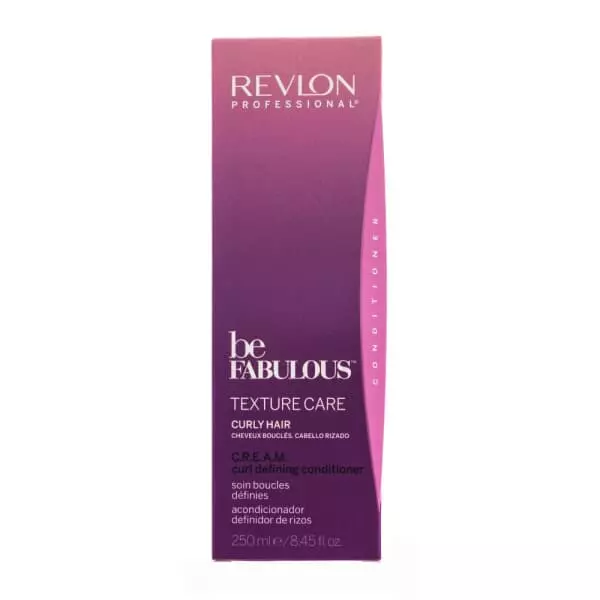 REVLON
PROFESSIONAL®
CONDITIONER
be
FABULOUS™
TEXTURE CARE
CURLY HAIR
CHEVEUX BOUCLÉS. CABELLO RIZADO
C.R.E.A.M.
curl defining conditioner
soin boucles
définies
acondicionador
definidor de rizos
250 ml e/8.45 fl. oz.